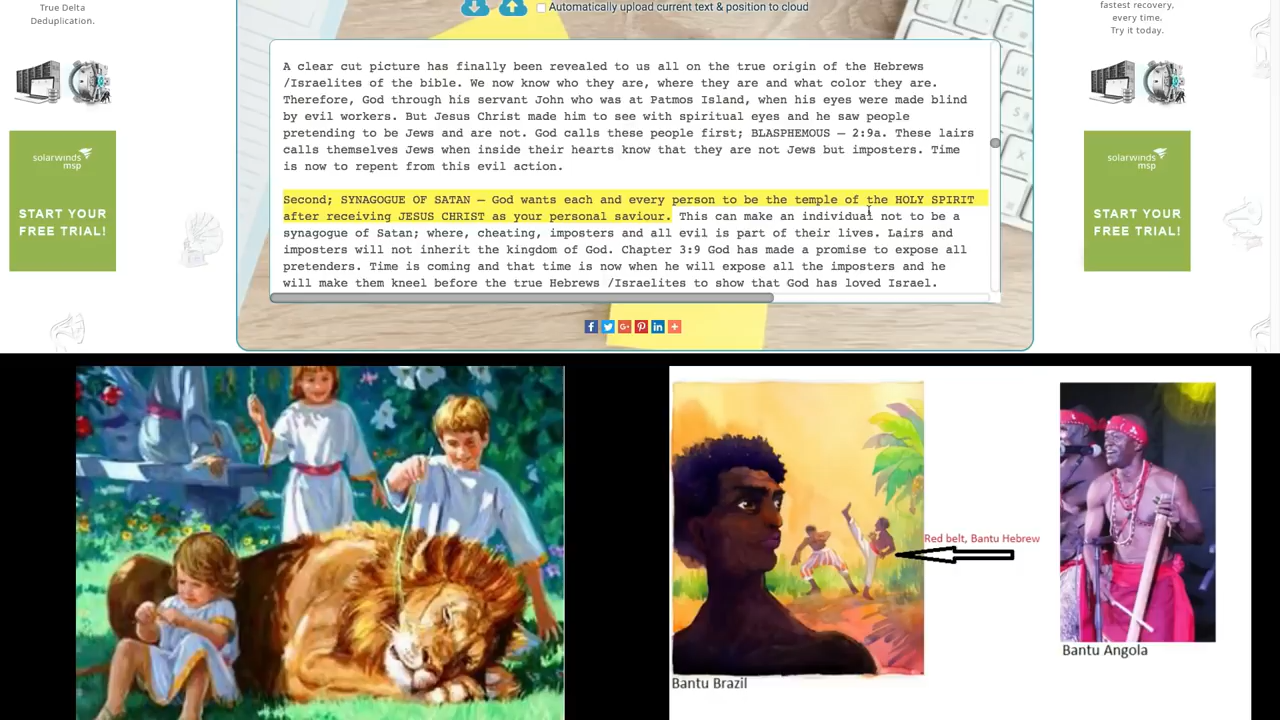 True Delta
Deduplication.
fastest recovery,
every time.
Try it today.
Automatically upload current text & position to cloud
A clear cut picture has finally been revealed to us all on the true origin of the Hebrews
/Israelites of the bible. We now know who they are, where they are and what color they are.
Therefore, God through his servant John who was at Patmos Island, when his eyes were made blind
by evil workers. But Jesus Christ made him to see with spiritual eyes and he saw people
pretending to be Jews and are not. God calls these people first; BLASPHEMOUS – 2:9a. These lairs
calls themselves Jews when inside their hearts know that they are not Jews but imposters. Time
is now to repent from this evil action.
Second; SYNAGOGUE OF SATAN – God wants each and every person to be the temple of the HOLY SPIRIT
after receiving JESUS CHRIST as your personal saviour. This can make an individual not to be a
synagogue of Satan; where, cheating, imposters and all evil is part of their lives. Lairs and
imposters will not inherit the kingdom of God. Chapter 3:9 God has made a promise to expose all
pretenders. Time is coming and that time is now when he will expose all the imposters and he
will make them kneel before the true Hebrews /Israelites to show that God has loved Israel.
solarwinds
msp
START YOUR
FREE TRIAL!
solarwinds
msp
START YOUR
FREE TRIAL!
Red belt, Bantu Hebrew
Bantu Brazil
Bantu Angola